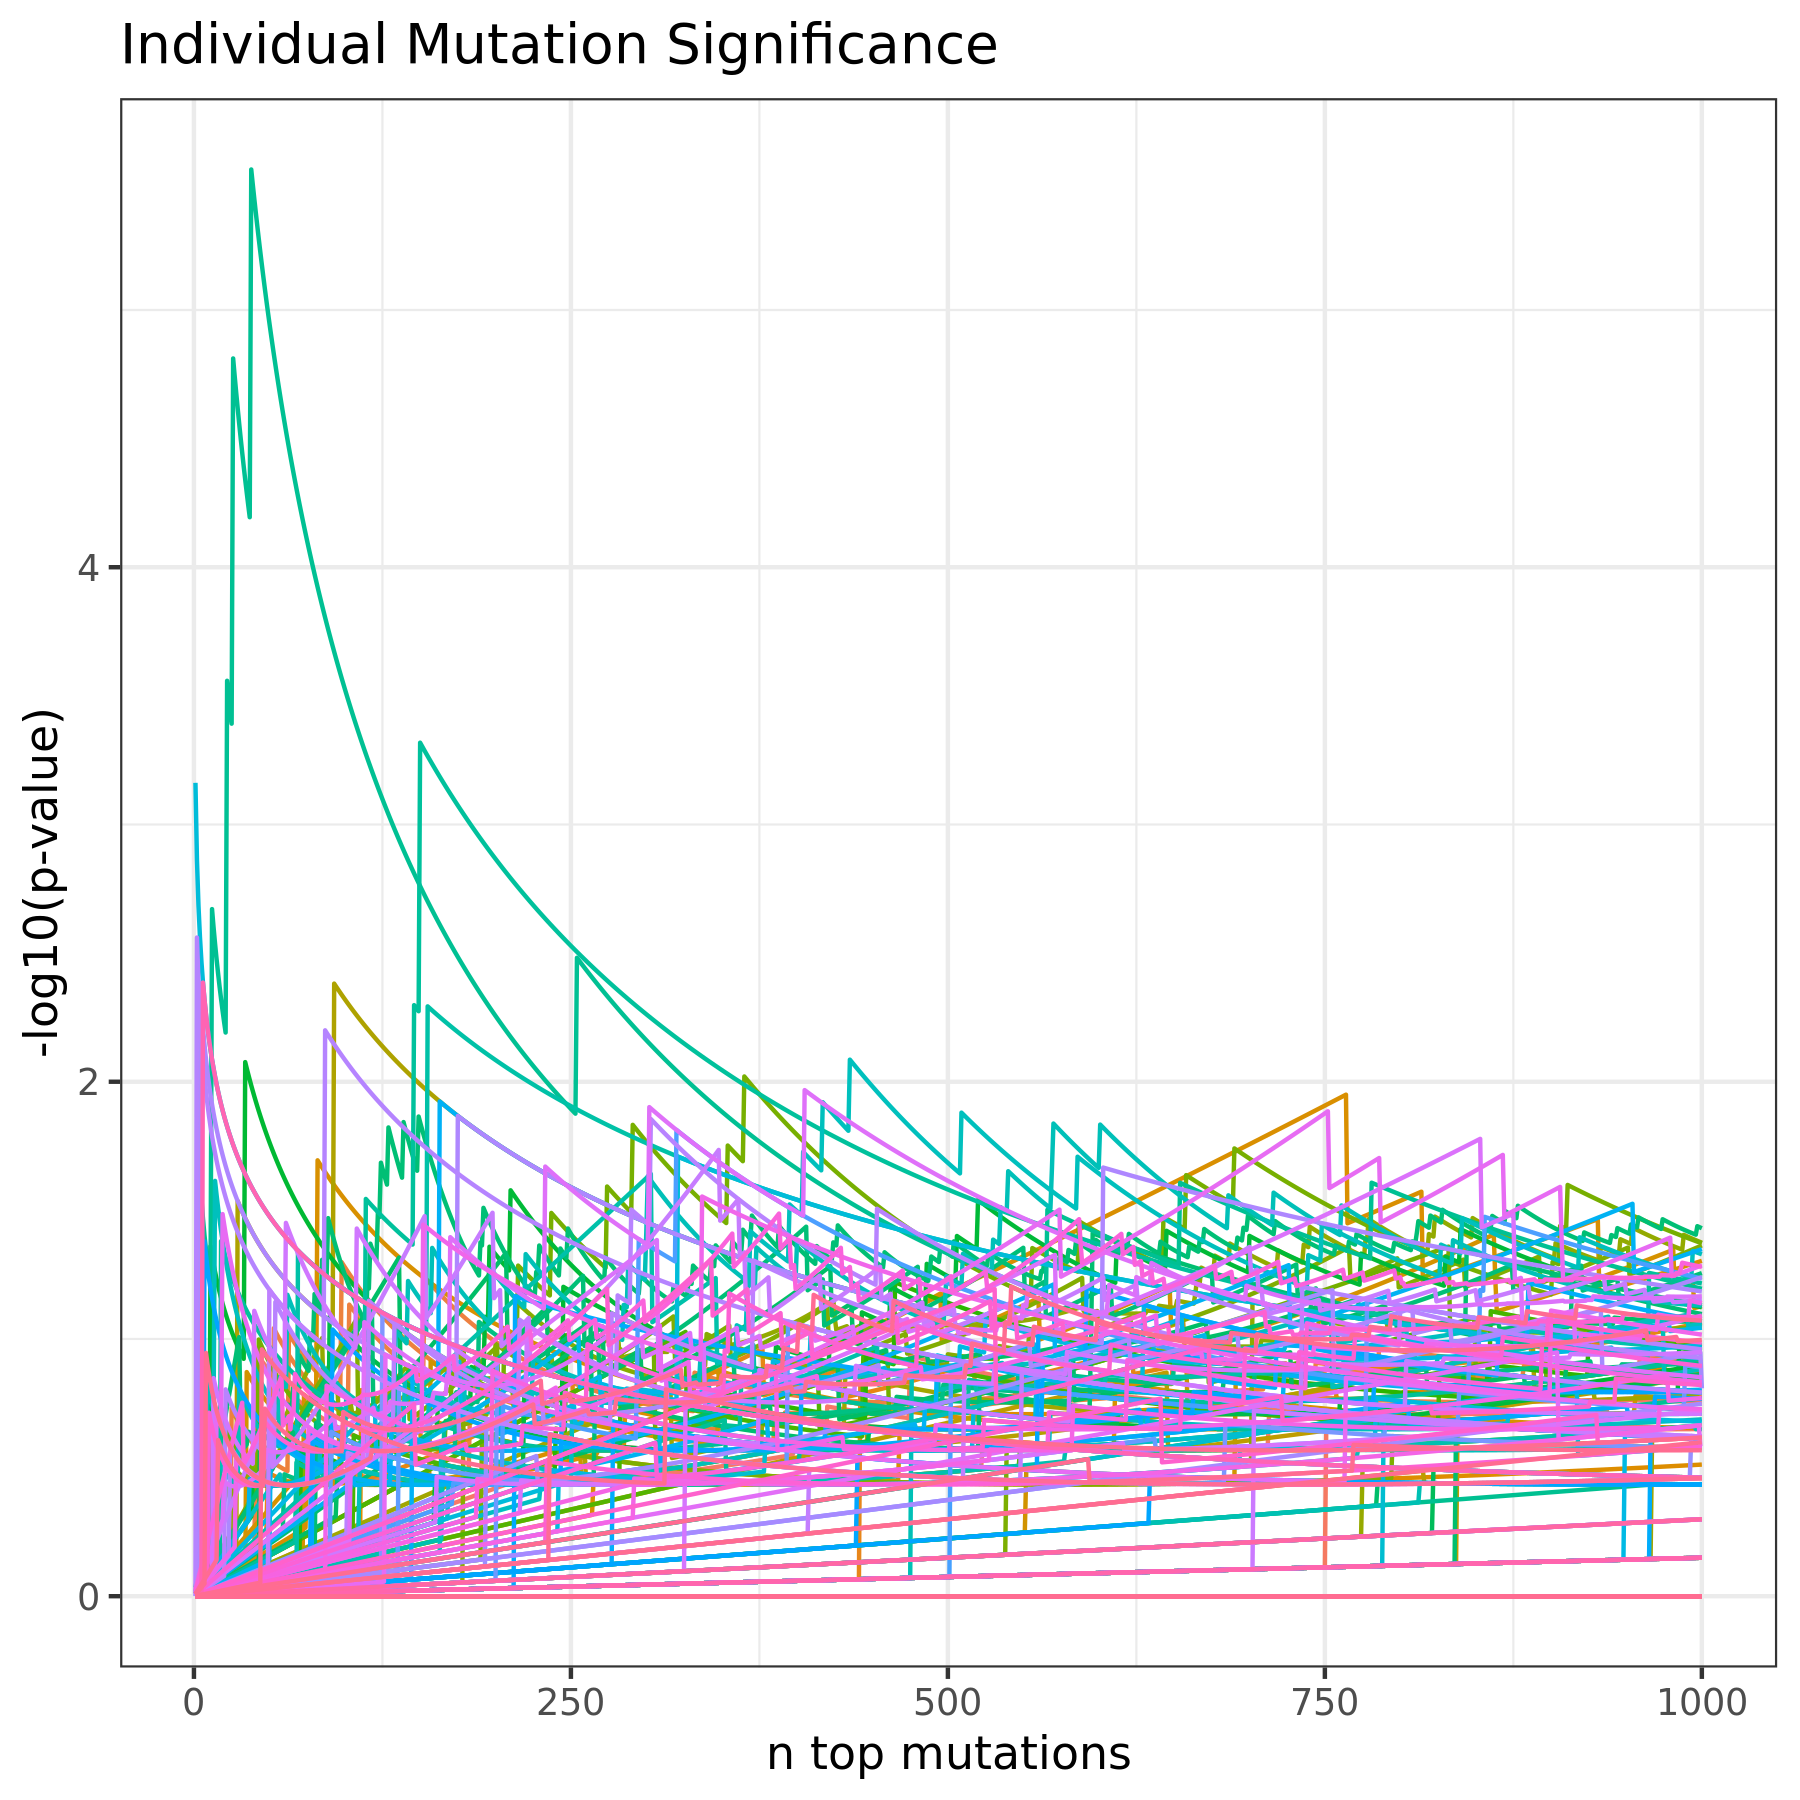 Individual Mutation Significance
-log10(p-value)
4
2
0
0 250 500 750 1000
n top mutations